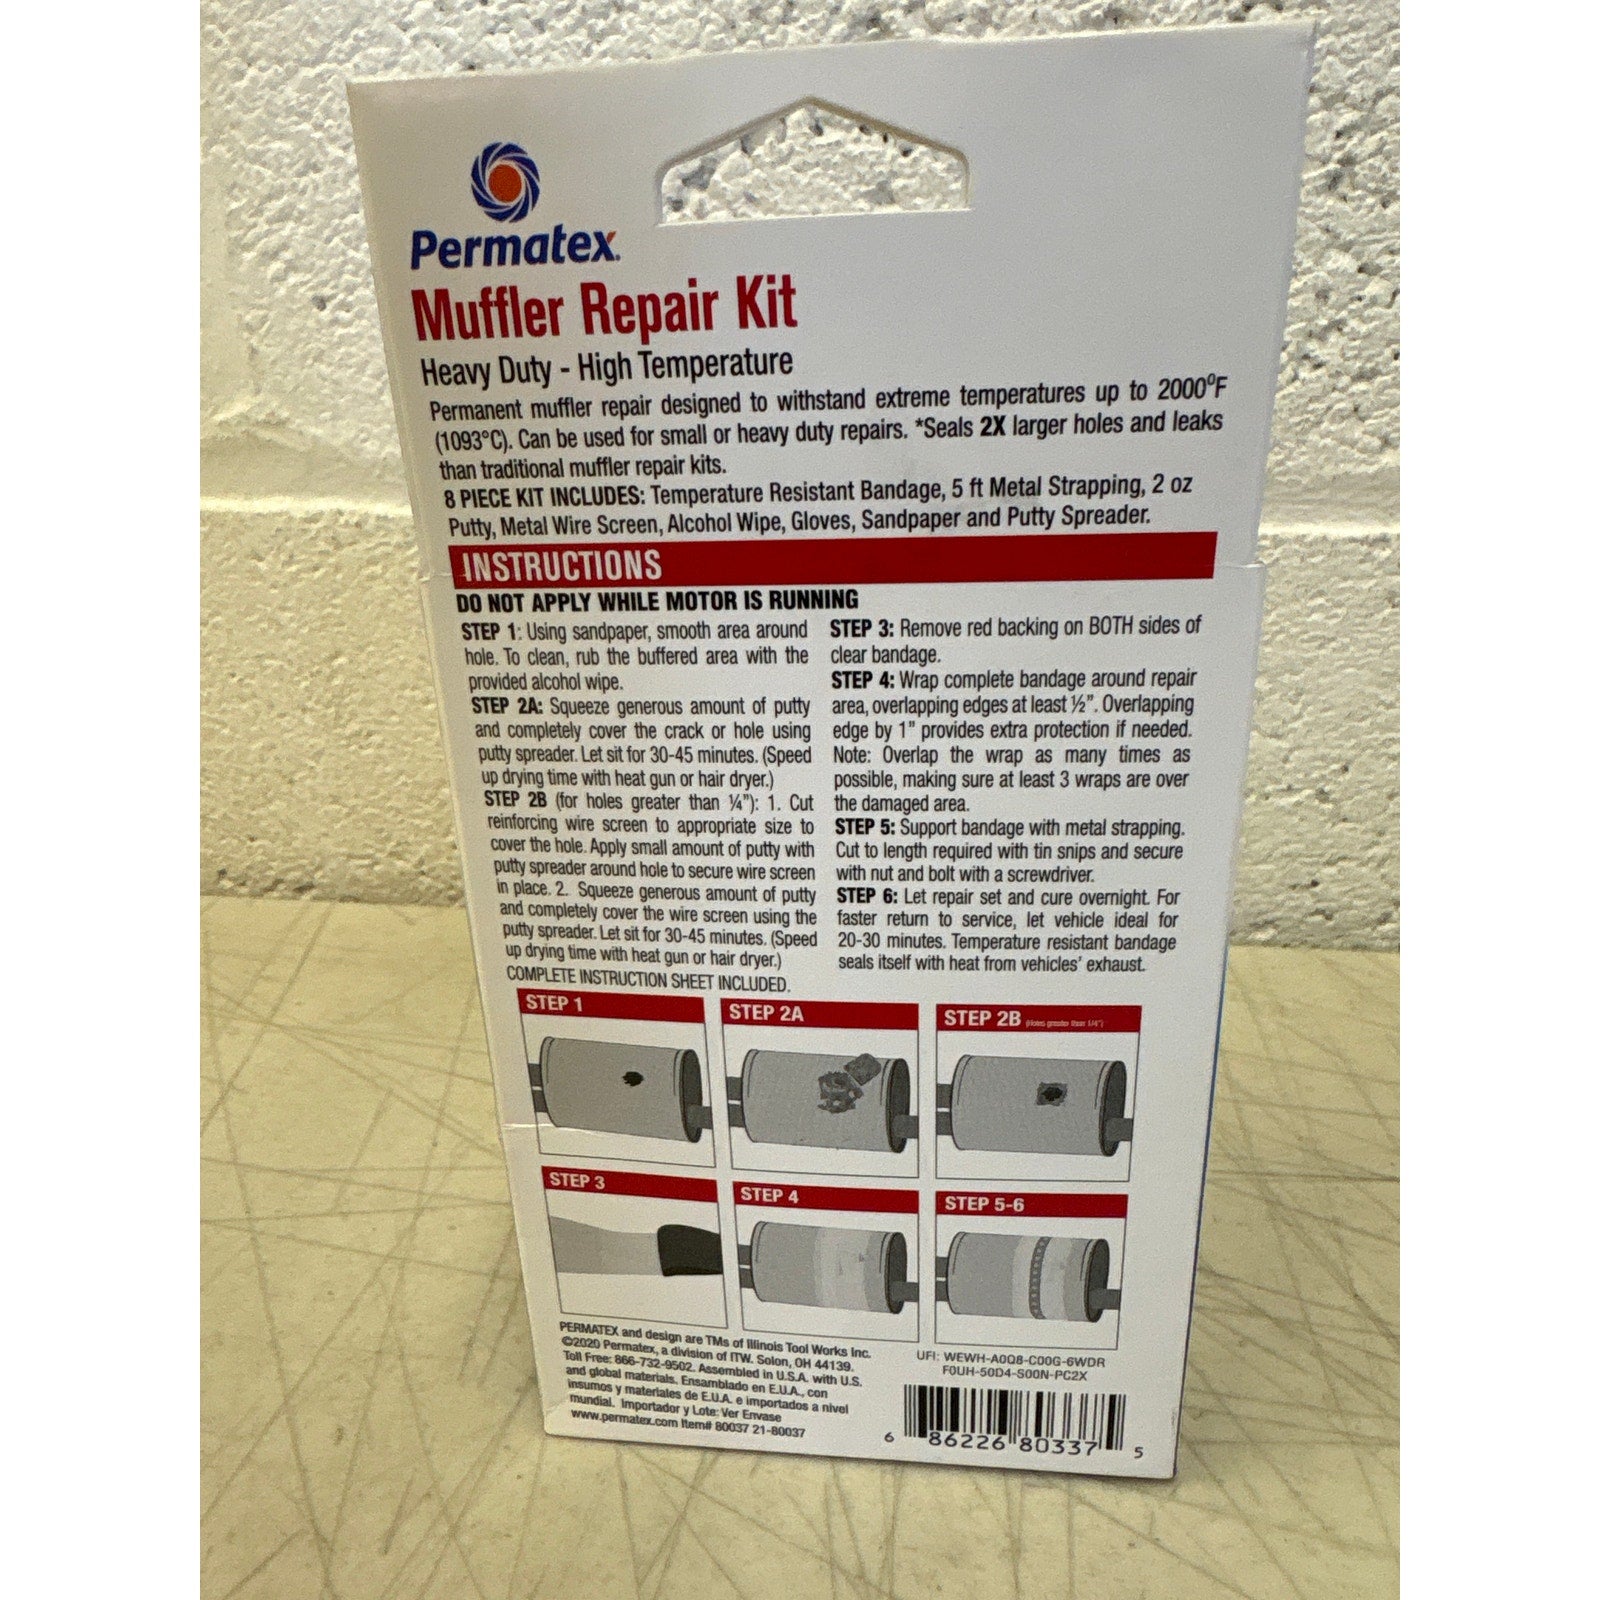 Permatex
Muffler Repair Kit
Heavy Duty - High Temperature
Permanent muffler repair designed to withstand extreme temperatures up to 2000°F
(1093°C). Can be used for small or heavy duty repairs. *Seals 2X larger holes and leaks
than traditional muffler repair kits.
8 PIECE KIT INCLUDES: Temperature Resistant Bandage, 5 ft Metal Strapping, 2 oz
Putty, Metal Wire Screen, Alcohol Wipe, Gloves, Sandpaper and Putty Spreader.
INSTRUCTIONS
DO NOT APPLY WHILE MOTOR IS RUNNING
STEP 1: Using sandpaper, smooth area around
hole. To clean, rub the buffered area with the
provided alcohol wipe.
STEP 2A: Squeeze generous amount of putty
and completely cover the crack or hole using
putty spreader. Let sit for 30-45 minutes. (Speed
up drying time with heat gun or hair dryer.)
STEP 2B (for holes greater than ¼"): 1. Cut
reinforcing wire screen to appropriate size to
cover the hole. Apply small amount of putty with
putty spreader around hole to secure wire screen
in place. 2. Squeeze generous amount of putty
and completely cover the wire screen using the
putty spreader. Let sit for 30-45 minutes. (Speed
up drying time with heat gun or hair dryer.)
COMPLETE INSTRUCTION SHEET INCLUDED.
STEP 3: Remove red backing on BOTH sides of
clear bandage.
STEP 4: Wrap complete bandage around repair
area, overlapping edges at least ½". Overlapping
edge by 1" provides extra protection if needed.
Note: Overlap the wrap as many times as
possible, making sure at least 3 wraps are over
the damaged area.
STEP 5: Support bandage with metal strapping.
Cut to length required with tin snips and secure
with nut and bolt with a screwdriver.
STEP 6: Let repair set and cure overnight. For
faster return to service, let vehicle ideal for
20-30 minutes. Temperature resistant bandage
seals itself with heat from vehicles' exhaust.
STEP 1
STEP 2A
STEP 2B (Holes greater than 1/4")
STEP 3
STEP 4
STEP 5-6
PERMATEX and design are TMs of Illinois Tool Works Inc.
©2020 Permatex, a division of ITW. Solon, OH 44139.
Toll Free: 866-732-9502. Assembled in U.S.A. with U.S.
and global materials. Ensamblado en E.U.A., con
insumos y materiales de E.U.A. e importados a nivel
mundial. Importador y Lote: Ver Envase
www.permatex.com Item# 80037 21-80037
UFI: WEWH-A0Q8-C00G-6WDR
F0UH-50D4-S00N-PC2X
6 86226 80337 5